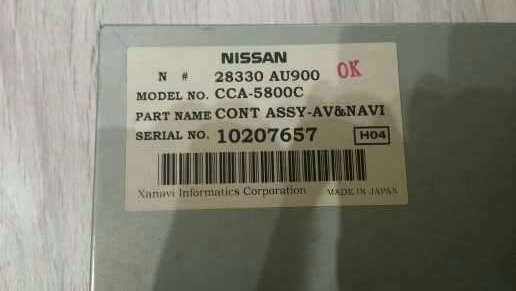 NISSAN
N # 28330 AU900 OK
MODEL NO. CCA-5800C
PART NAME CONT ASSY-AV&NAVI
SERIAL NO. 10207657 H04
Xanavi Informatics Corporation MADE IN JAPAN